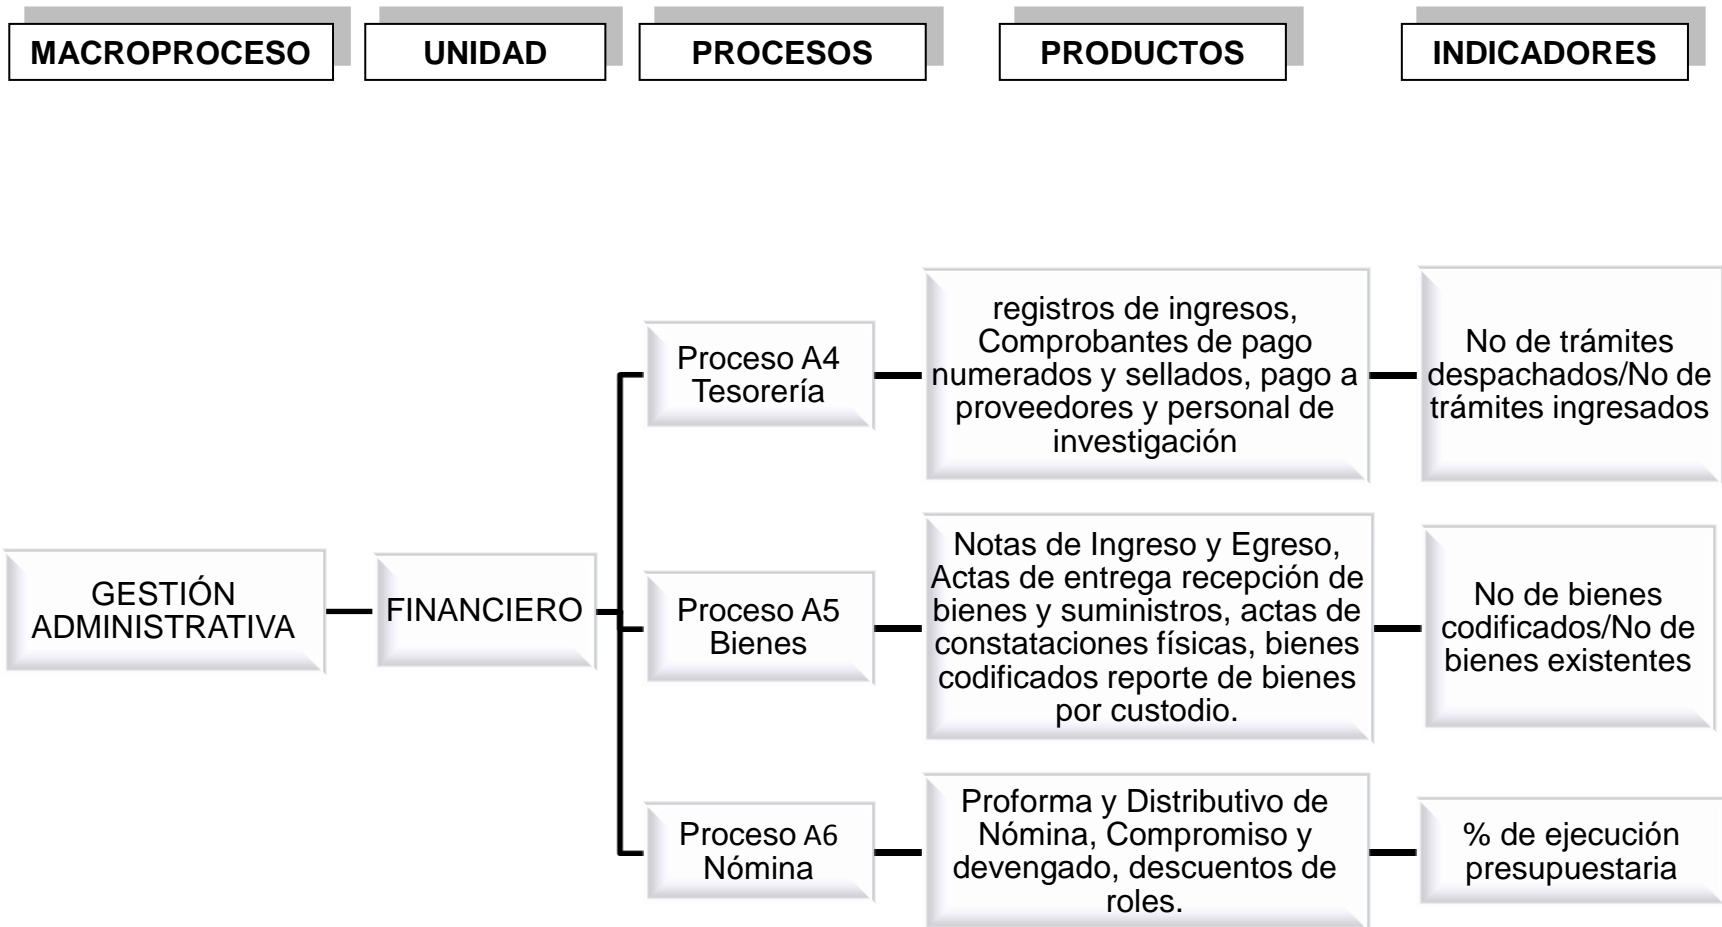 MACROPROCESO
UNIDAD
PROCESOS
PRODUCTOS
INDICADORES
GESTIÓN
ADMINISTRATIVA
FINANCIERO
Proceso A4
Tesorería
registros de ingresos,
Comprobantes de pago
numerados y sellados, pago a
proveedores y personal de
investigación
No de trámites
despachados/No de
trámites ingresados
Proceso A5
Bienes
Notas de Ingreso y Egreso,
Actas de entrega recepción de
bienes y suministros, actas de
constataciones físicas, bienes
codificados reporte de bienes
por custodio.
No de bienes
codificados/No de
bienes existentes
Proceso A6
Nómina
Proforma y Distributivo de
Nómina, Compromiso y
devengado, descuentos de
roles.
% de ejecución
presupuestaria